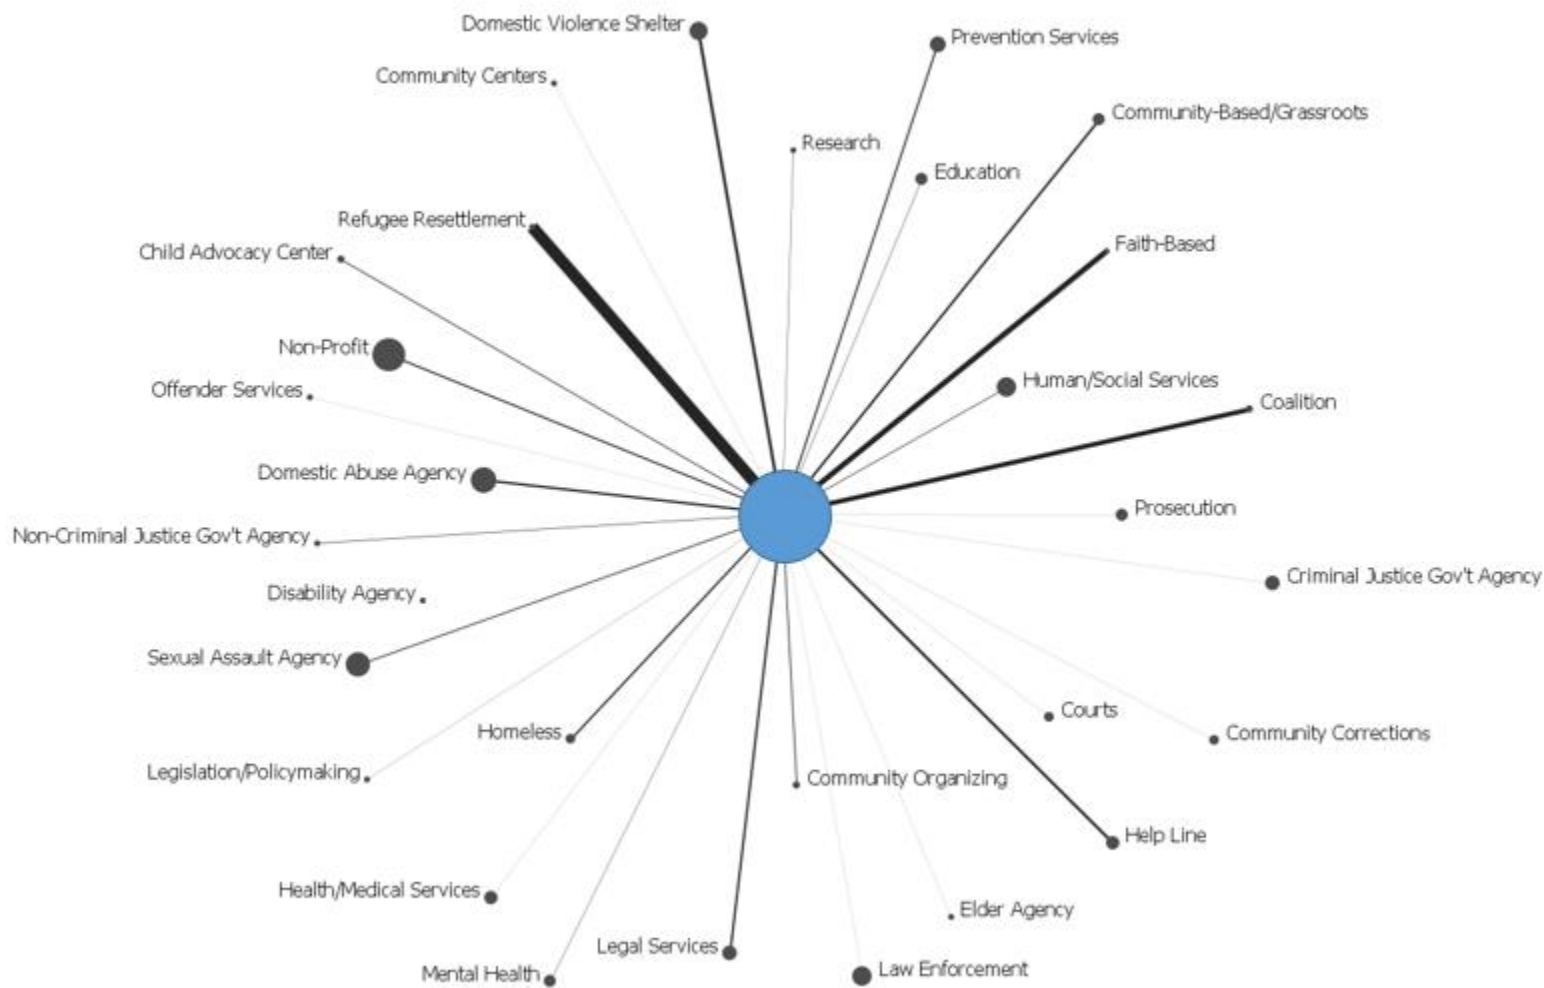 Domestic Violence Shelter
Prevention Services
Community Centers
Community-Based/Grassroots
Research
Education
Refugee Resettlement
Faith-Based
Child Advocacy Center
Non-Profit
Human/Social Services
Offender Services
Coalition
Domestic Abuse Agency
Prosecution
Non-Criminal Justice Gov't Agency
Criminal Justice Gov't Agency
Disability Agency
Sexual Assault Agency
Courts
Homeless
Community Corrections
Legislation/Policymaking
Community Organizing
Help Line
Health/Medical Services
Elder Agency
Legal Services
Law Enforcement
Mental Health